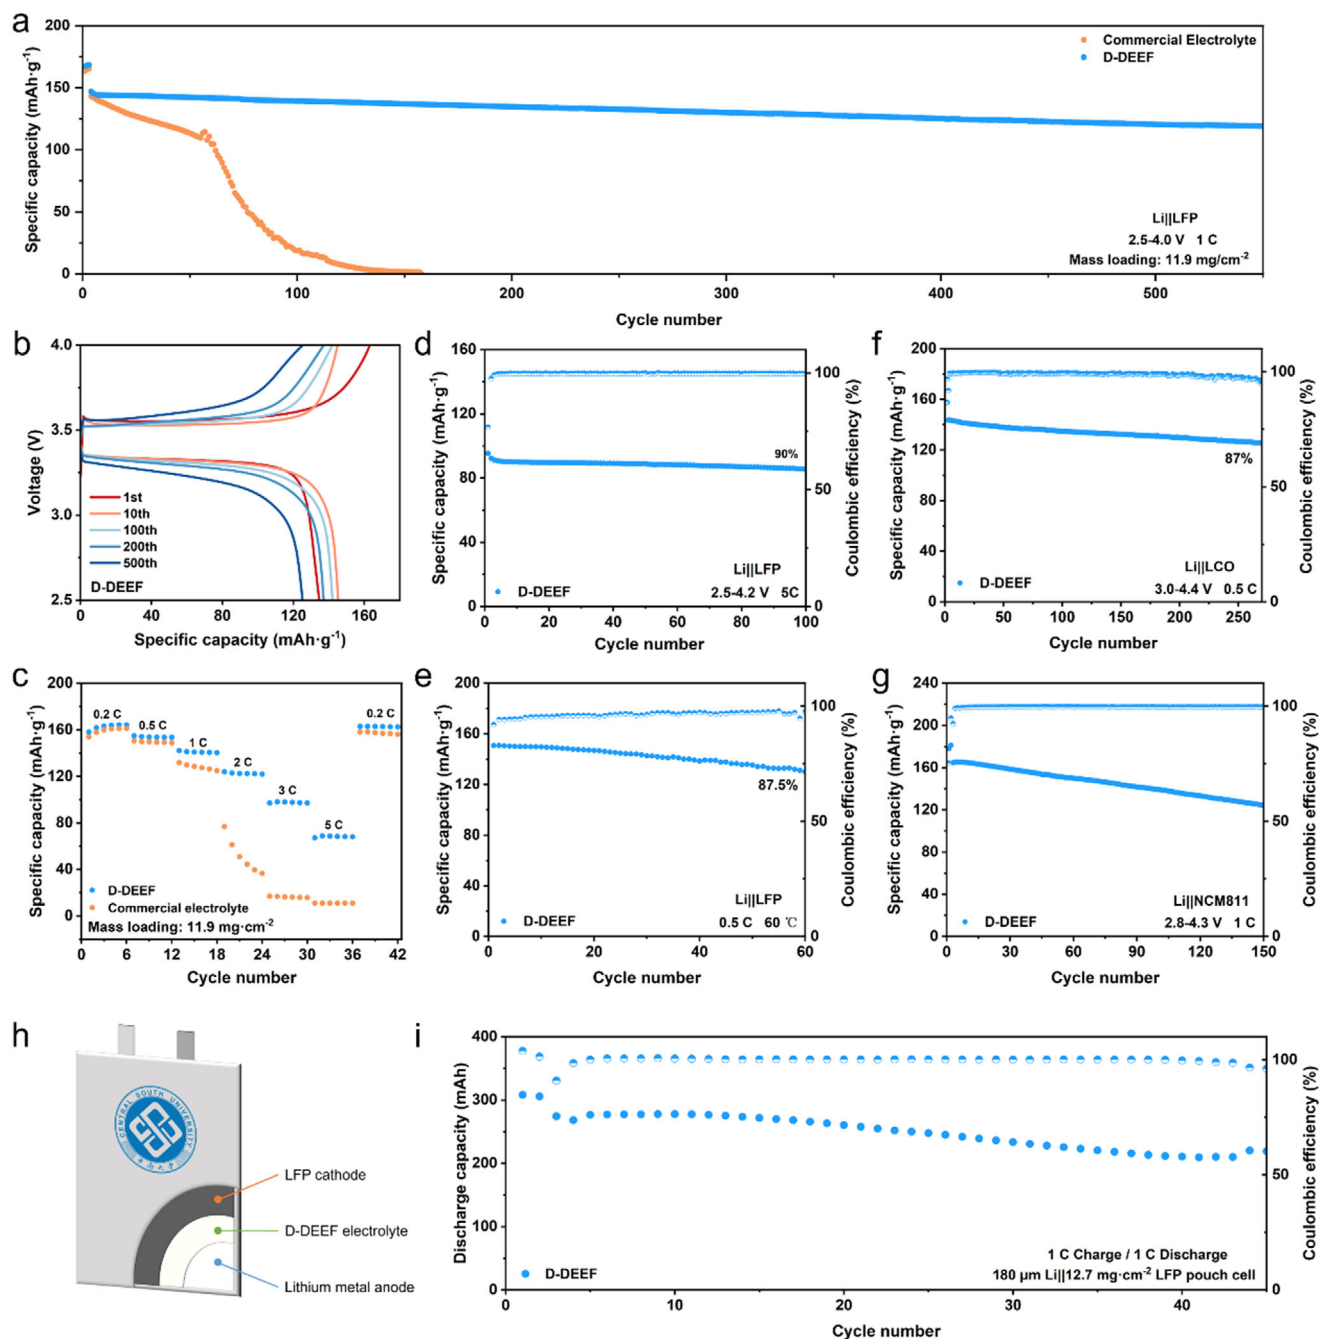 a
Specific capacity (mAh·g⁻¹)
200
150
100
50
0
0
100
200
300
400
500
Cycle number
Commercial Electrolyte
D-DEEF
Li||LFP
2.5-4.0 V 1 C
Mass loading: 11.9 mg/cm⁻²
b
Voltage (V)
4.0
3.5
3.0
2.5
0
40
80
120
160
Specific capacity (mAh·g⁻¹)
1st
10th
100th
200th
500th
D-DEEF
d
Specific capacity (mAh·g⁻¹)
160
120
80
40
0
0
20
40
60
80
100
Cycle number
100
50
0
Coulombic efficiency (%)
90%
Li||LFP
D-DEEF
2.5-4.2 V 5C
f
Specific capacity (mAh·g⁻¹)
200
160
120
80
40
0
0
50
100
150
200
250
Cycle number
100
50
0
Coulombic efficiency (%)
87%
Li||LCO
D-DEEF
3.0-4.4 V 0.5 C
c
Specific capacity (mAh·g⁻¹)
200
160
120
80
40
0
0
6
12
18
24
30
36
42
Cycle number
0.2 C
0.5 C
1 C
2 C
3 C
5 C
0.2 C
D-DEEF
Commercial electrolyte
Mass loading: 11.9 mg·cm⁻²
e
Specific capacity (mAh·g⁻¹)
200
160
120
80
40
0
0
20
40
60
Cycle number
100
50
0
Coulombic efficiency (%)
87.5%
Li||LFP
D-DEEF
0.5 C 60 ℃
g
Specific capacity (mAh·g⁻¹)
240
200
160
120
80
40
0
0
30
60
90
120
150
Cycle number
100
50
0
Coulombic efficiency (%)
Li||NCM811
D-DEEF
2.8-4.3 V 1 C
h
CENTRAL SOUTH UNIVERSITY
中南大学
LFP cathode
D-DEEF electrolyte
Lithium metal anode
i
Discharge capacity (mAh)
400
300
200
100
0
0
10
20
30
40
Cycle number
100
50
0
Coulombic efficiency (%)
1 C Charge / 1 C Discharge
D-DEEF
180 μm Li||12.7 mg·cm⁻² LFP pouch cell